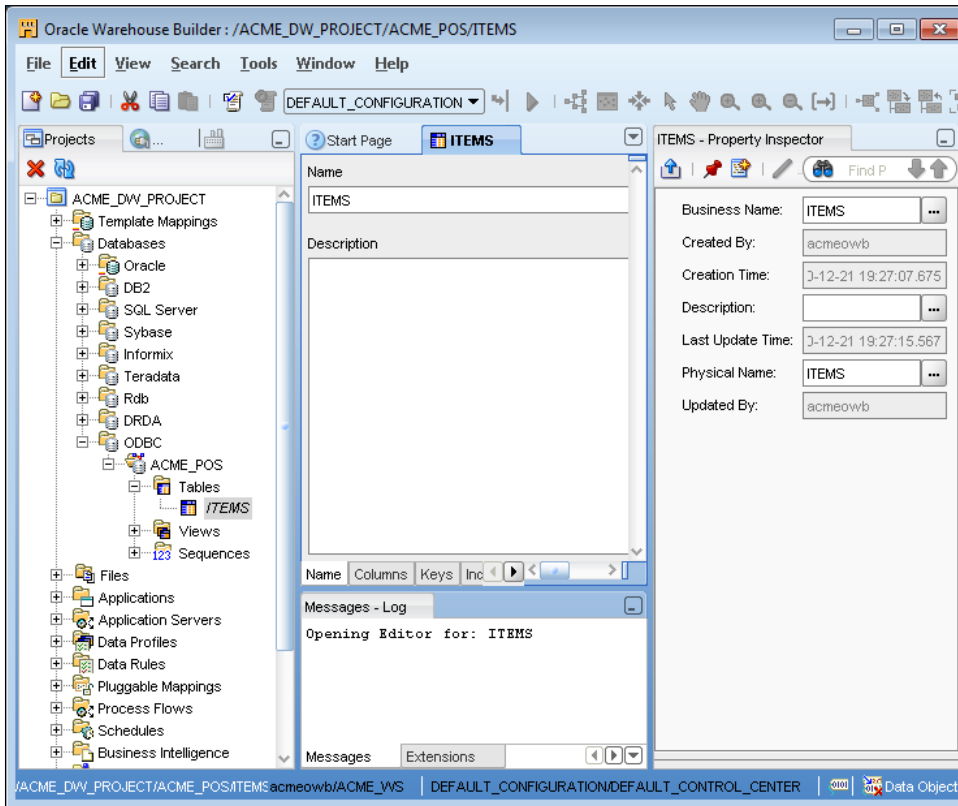 Oracle Warehouse Builder : /ACME_DW_PROJECT/ACME_POS/ITEMS
File Edit View Search Tools Window Help
DEFAULT_CONFIGURATION
Projects
...
Start Page
ITEMS
ITEMS - Property Inspector
Find P
ACME_DW_PROJECT
Template Mappings
Databases
Oracle
DB2
SQL Server
Sybase
Informix
Teradata
Rdb
DRDA
ODBC
ACME_POS
Tables
ITEMS
Views
Sequences
Files
Applications
Application Servers
Data Profiles
Data Rules
Pluggable Mappings
Process Flows
Schedules
Business Intelligence
Name
ITEMS
Description
Name Columns Keys Inc
Messages - Log
Opening Editor for: ITEMS
Messages Extensions
Business Name: ITEMS ...
Created By: acmeowb
Creation Time: 0-12-21 19:27:07.675
Description: ...
Last Update Time: 0-12-21 19:27:15.567
Physical Name: ITEMS ...
Updated By: acmeowb
/ACME_DW_PROJECT/ACME_POS/ITEMS acmeowb/ACME_WS DEFAULT_CONFIGURATION/DEFAULT_CONTROL_CENTER Data Object